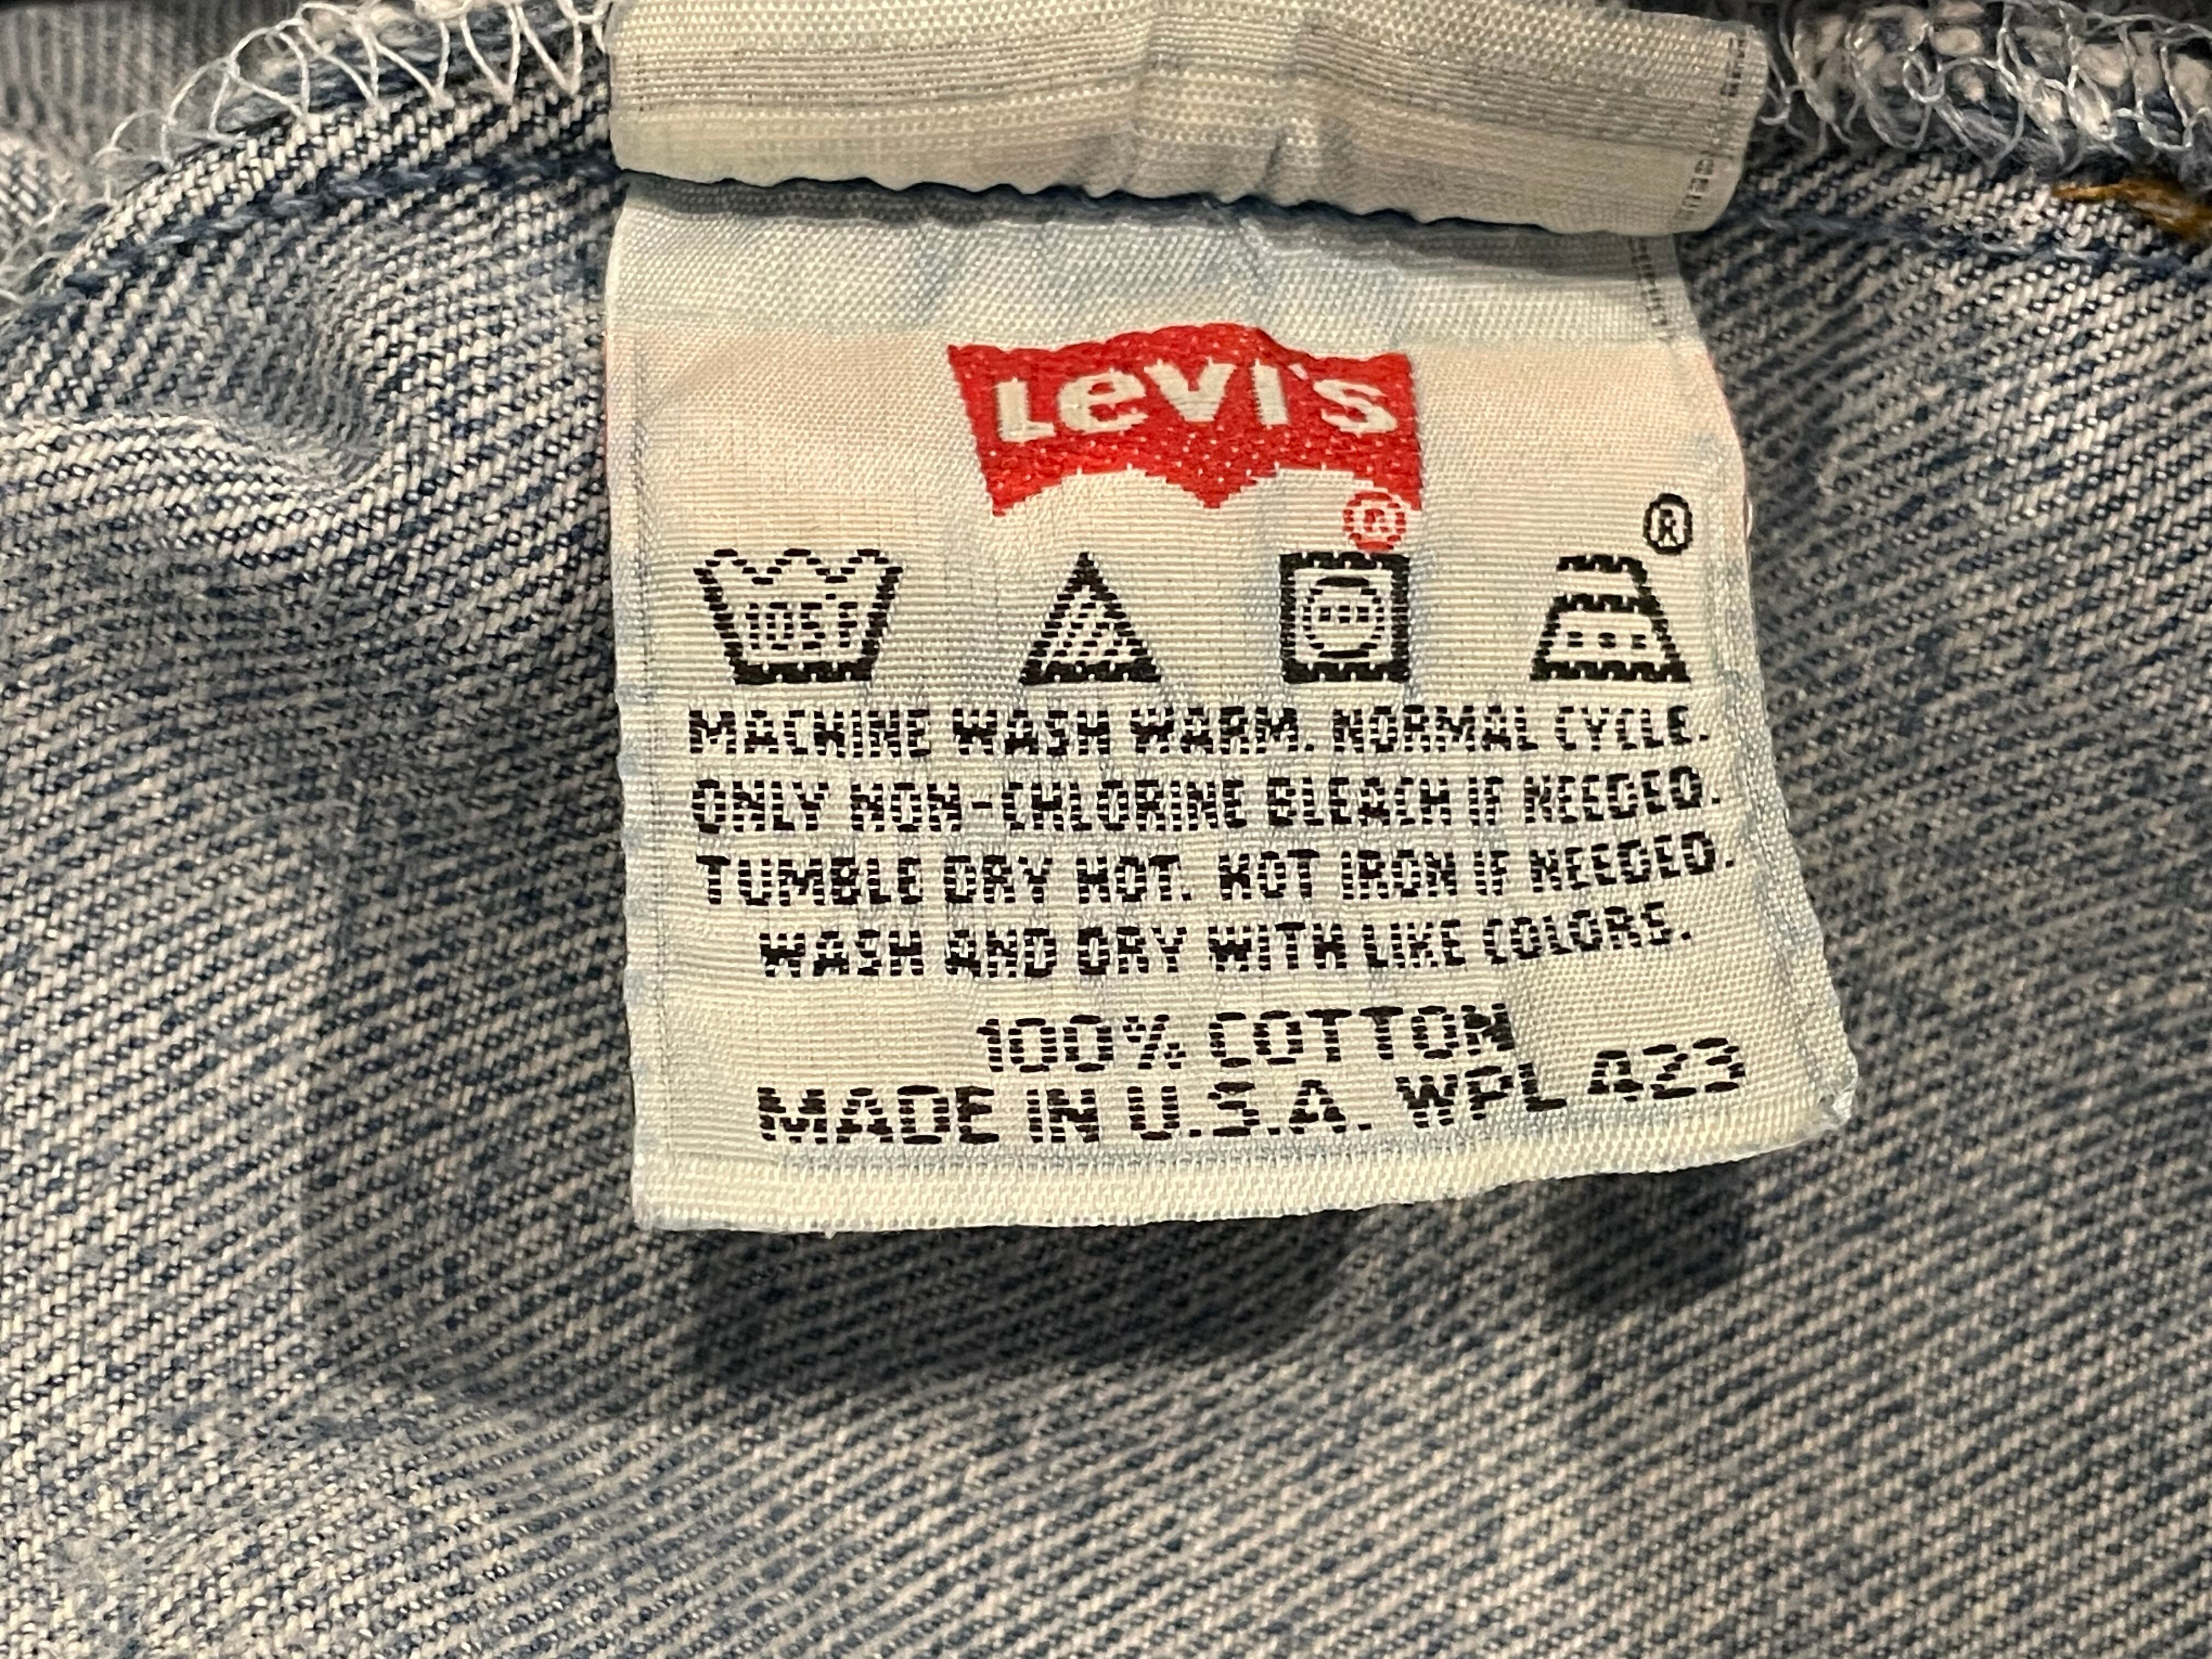 Levi's
®
®
105°F
MACHINE WASH WARM. NORMAL CYCLE.
ONLY NON-CHLORINE BLEACH IF NEEDED.
TUMBLE DRY HOT. HOT IRON IF NEEDED.
WASH AND DRY WITH LIKE COLORS.
100% COTTON
MADE IN U.S.A. WPL 423